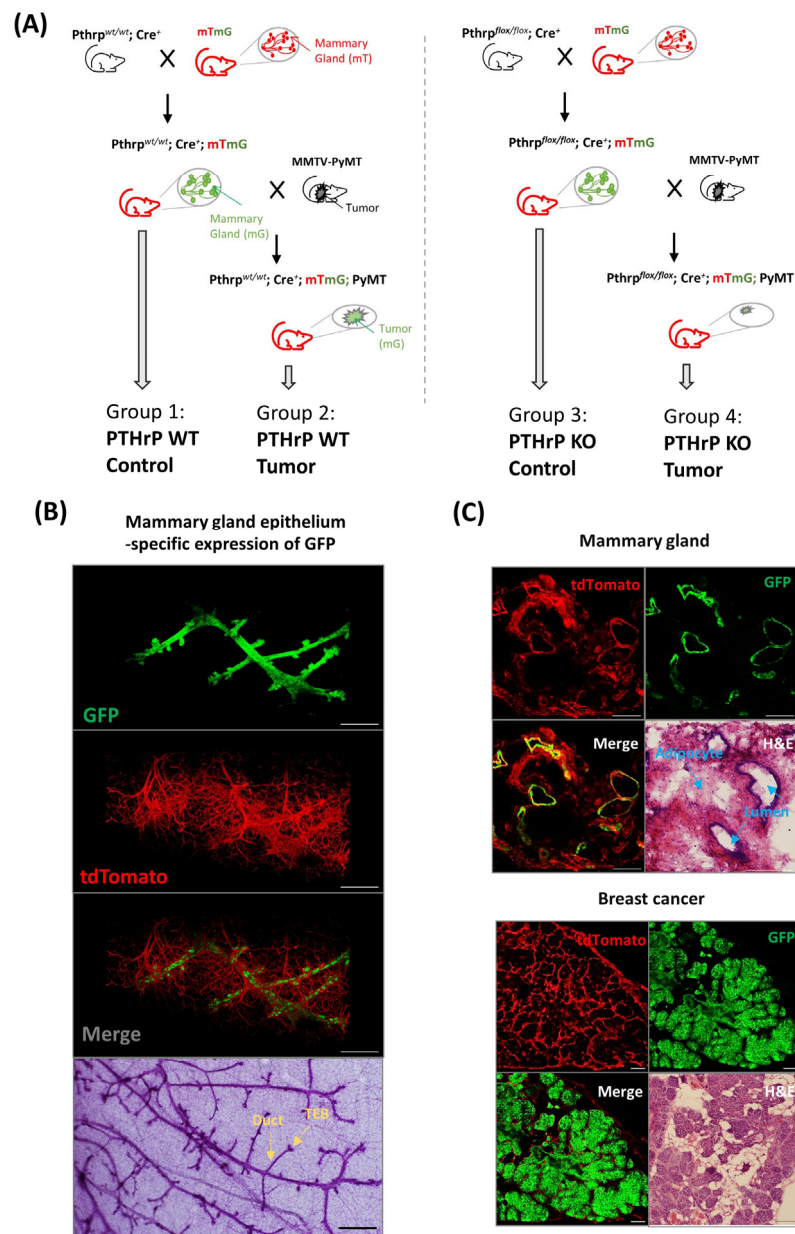 (A)
Pthrp^wt/wt; Cre⁺
mTmG
Mammary
Gland (mT)
Pthrp^wt/wt; Cre⁺; mTmG
MMTV-PyMT
Tumor
Mammary
Gland (mG)
Pthrp^wt/wt; Cre⁺; mTmG; PyMT
Tumor
(mG)
Group 1:
PTHrP WT
Control
Group 2:
PTHrP WT
Tumor
Pthrp^flox/flox; Cre⁺
mTmG
Pthrp^flox/flox; Cre⁺; mTmG
MMTV-PyMT
Pthrp^flox/flox; Cre⁺; mTmG; PyMT
Group 3:
PTHrP KO
Control
Group 4:
PTHrP KO
Tumor
(B)
Mammary gland epithelium
-specific expression of GFP
GFP
tdTomato
Merge
Duct
TEB
(C)
Mammary gland
tdTomato
GFP
Merge
H&E
Adipocyte
Lumen
Breast cancer
tdTomato
GFP
Merge
H&E